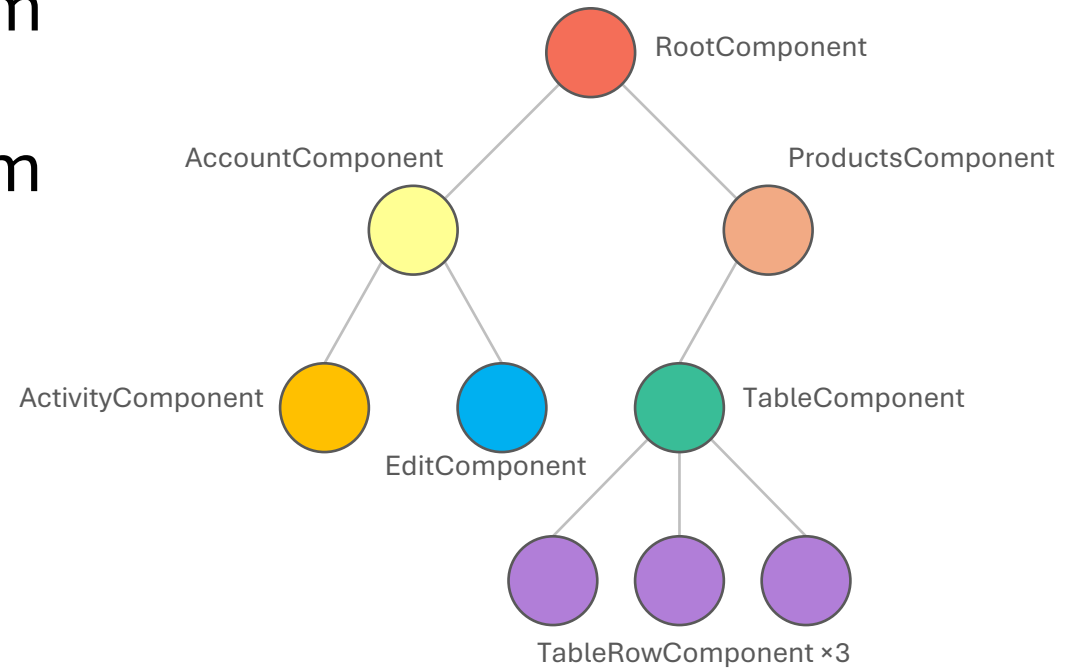 m
RootComponent
AccountComponent
ProductsComponent
m
ActivityComponent
TableComponent
EditComponent
TableRowComponent ×3